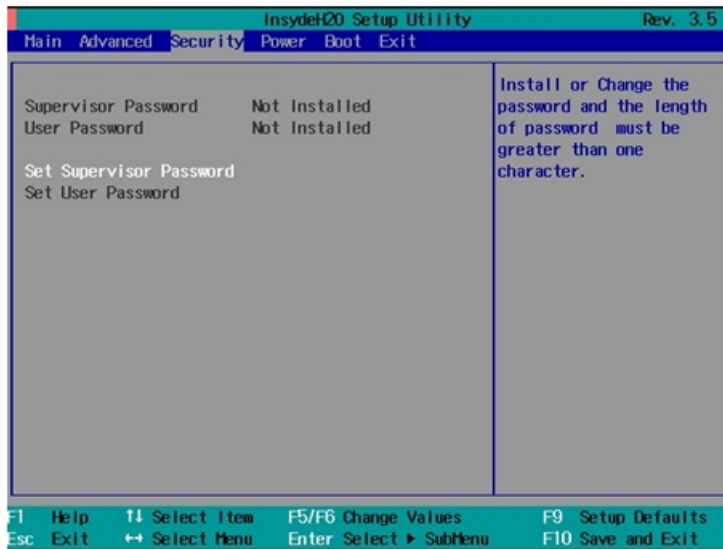 InsydeH2O Setup Utility Rev. 3.5
Main Advanced Security Power Boot Exit
Supervisor Password Not Installed
User Password Not Installed
Set Supervisor Password
Set User Password
Install or Change the
password and the length
of password must be
greater than one
character.
F1 Help ↑↓ Select Item F5/F6 Change Values F9 Setup Defaults
Esc Exit ↔ Select Menu Enter Select ▶ SubMenu F10 Save and Exit